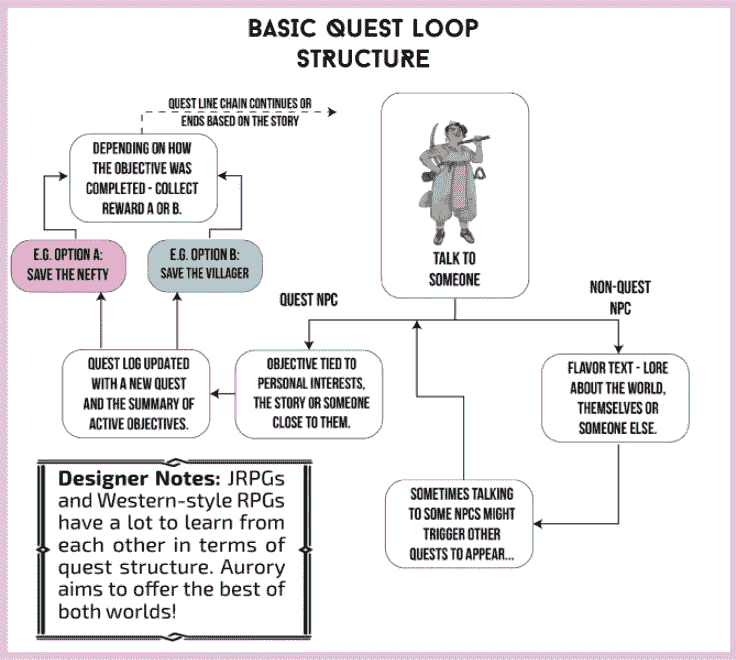 BASIC QUEST LOOP
STRUCTURE
QUEST LINE CHAIN CONTINUES OR
ENDS BASED ON THE STORY
DEPENDING ON HOW
THE OBJECTIVE WAS
COMPLETED - COLLECT
REWARD A OR B.
E.G. OPTION A:
SAVE THE NEFTY
E.G. OPTION B:
SAVE THE VILLAGER
TALK TO
SOMEONE
QUEST NPC
NON-QUEST
NPC
QUEST LOG UPDATED
WITH A NEW QUEST
AND THE SUMMARY OF
ACTIVE OBJECTIVES.
OBJECTIVE TIED TO
PERSONAL INTERESTS,
THE STORY OR SOMEONE
CLOSE TO THEM.
FLAVOR TEXT - LORE
ABOUT THE WORLD,
THEMSELVES OR
SOMEONE ELSE.
SOMETIMES TALKING
TO SOME NPCS MIGHT
TRIGGER OTHER
QUESTS TO APPEAR...
Designer Notes: JRPGs
and Western-style RPGs
have a lot to learn from
each other in terms of
quest structure. Aurory
aims to offer the best of
both worlds!